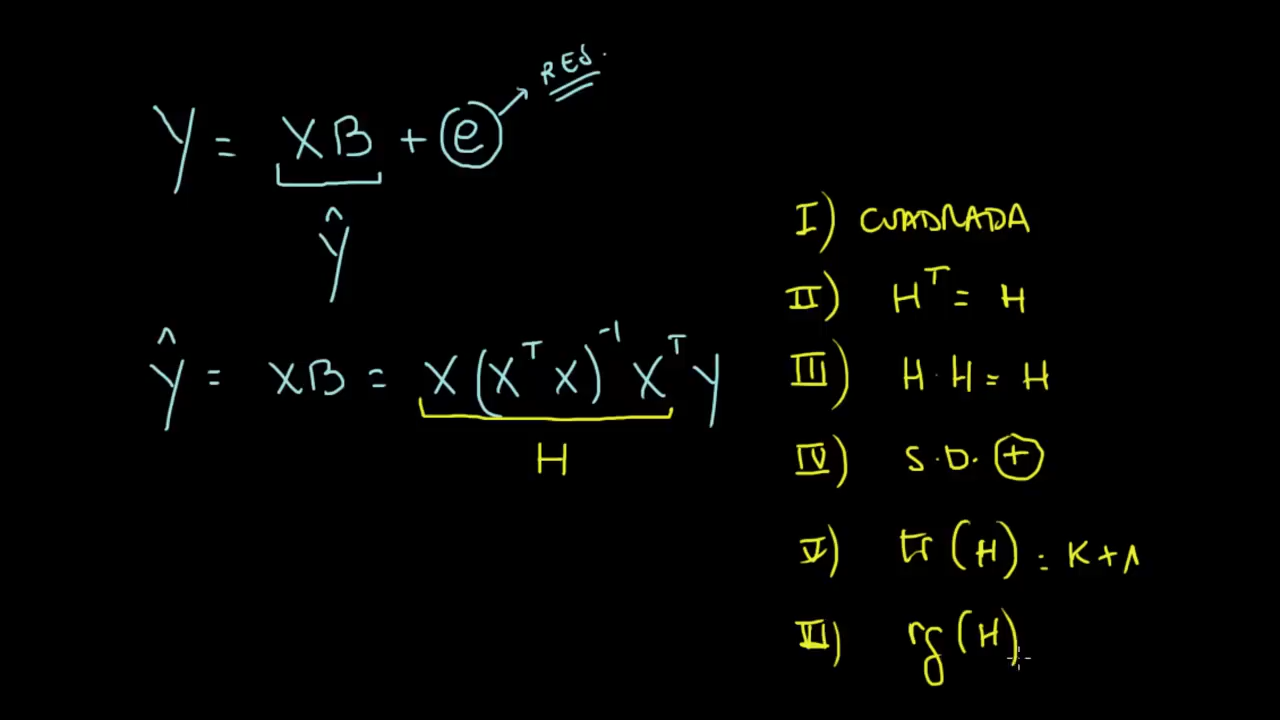 Y = XB + e → RES.
Ŷ
Ŷ = XB = X(XᵀX)⁻¹XᵀY
H
I) CUADRADA
II) Hᵀ = H
III) H · H = H
IV) S.D. +
V) tr(H) = K+1
VI) rg(H)